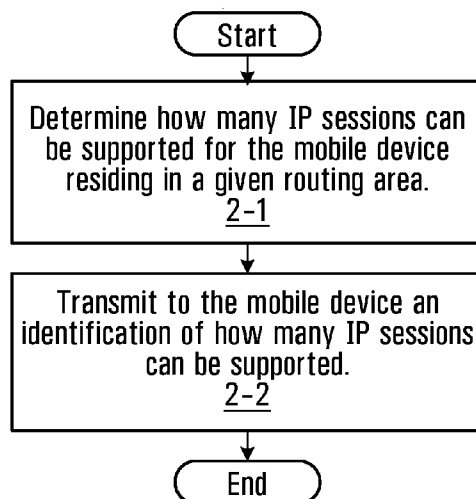 Start
Determine how many IP sessions can
be supported for the mobile device
residing in a given routing area.
2-1
Transmit to the mobile device an
identification of how many IP sessions
can be supported.
2-2
End